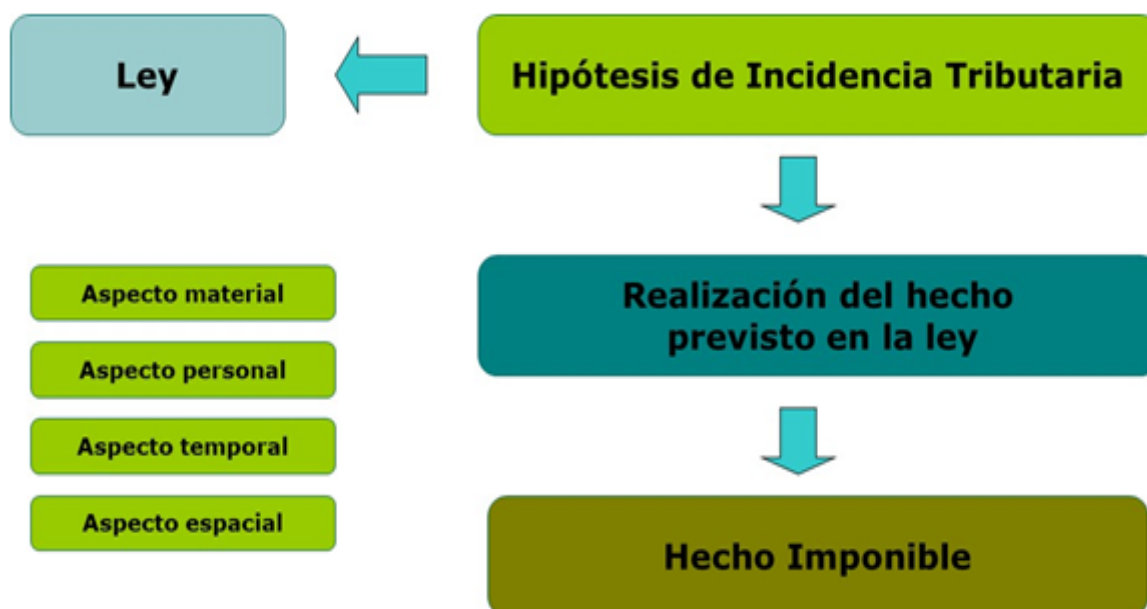 Ley
Hipótesis de Incidencia Tributaria
Realización del hecho
previsto en la ley
Aspecto material
Aspecto personal
Aspecto temporal
Aspecto espacial
Hecho Imponible